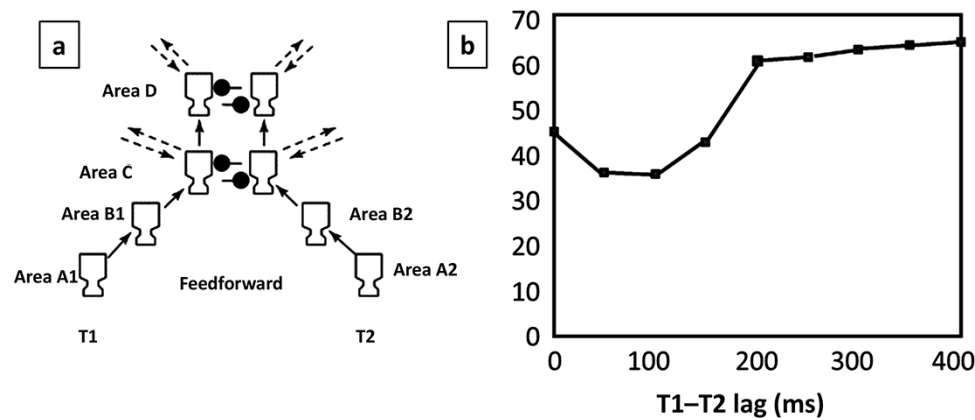 a
Area D
Area C
Area B1
Area B2
Area A1
Feedforward
Area A2
T1
T2
b
70
60
50
40
30
20
10
0
0 100 200 300 400
T1–T2 lag (ms)